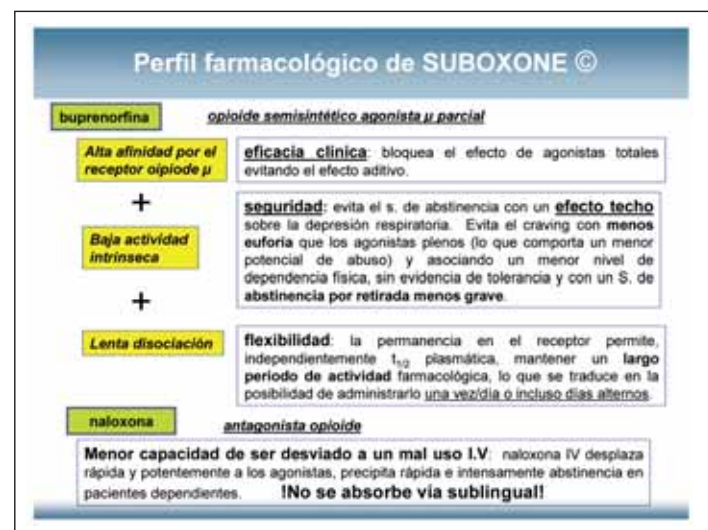 Perfil farmacológico de SUBOXONE ©
buprenorfina
opioide semisintético agonista µ parcial
Alta afinidad por el
receptor oipiode µ
eficacia clínica: bloquea el efecto de agonistas totales
evitando el efecto aditivo.
+
Baja actividad
intrínseca
seguridad: evita el s. de abstinencia con un efecto techo
sobre la depresión respiratoria. Evita el craving con menos
euforia que los agonistas plenos (lo que comporta un menor
potencial de abuso) y asociando un menor nivel de
dependencia física, sin evidencia de tolerancia y con un S. de
abstinencia por retirada menos grave.
+
Lenta disociación
flexibilidad: la permanencia en el receptor permite,
independientemente t1/2 plasmática, mantener un largo
periodo de actividad farmacológica, lo que se traduce en la
posibilidad de administrarlo una vez/día o incluso días alternos.
naloxona
antagonista opioide
Menor capacidad de ser desviado a un mal uso I.V: naloxona IV desplaza
rápida y potentemente a los agonistas, precipita rápida e intensamente abstinencia en
pacientes dependientes. !No se absorbe vía sublingual!